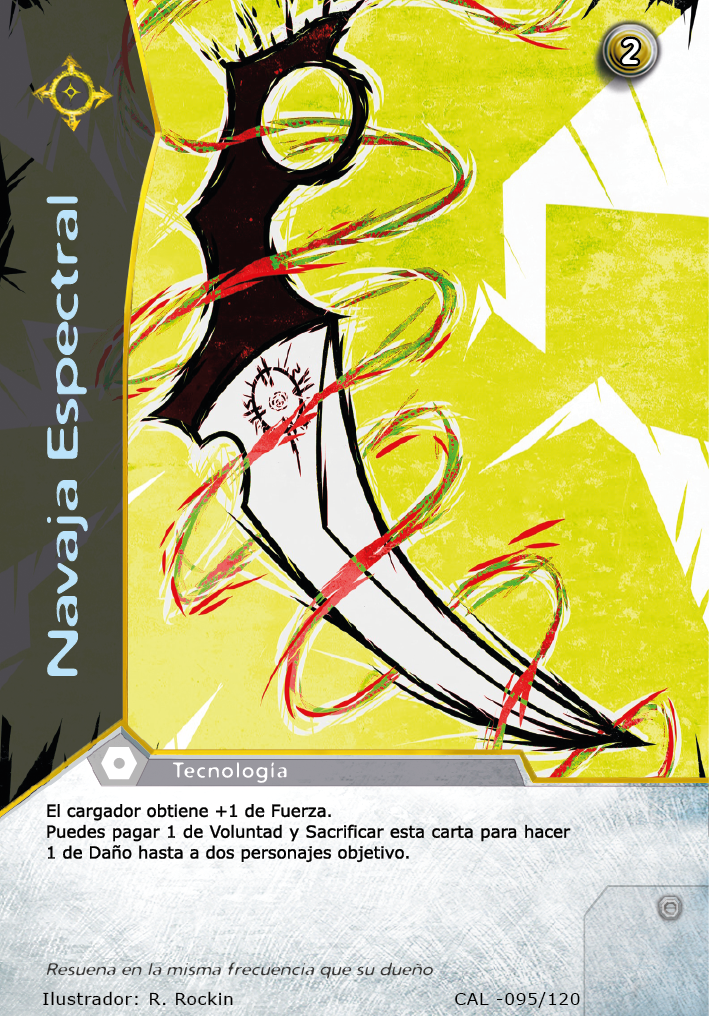 2
Navaja Espectral
Tecnología
El cargador obtiene +1 de Fuerza.
Puedes pagar 1 de Voluntad y Sacrificar esta carta para hacer
1 de Daño hasta a dos personajes objetivo.
Resuena en la misma frecuencia que su dueño
Ilustrador: R. Rockin
CAL -095/120